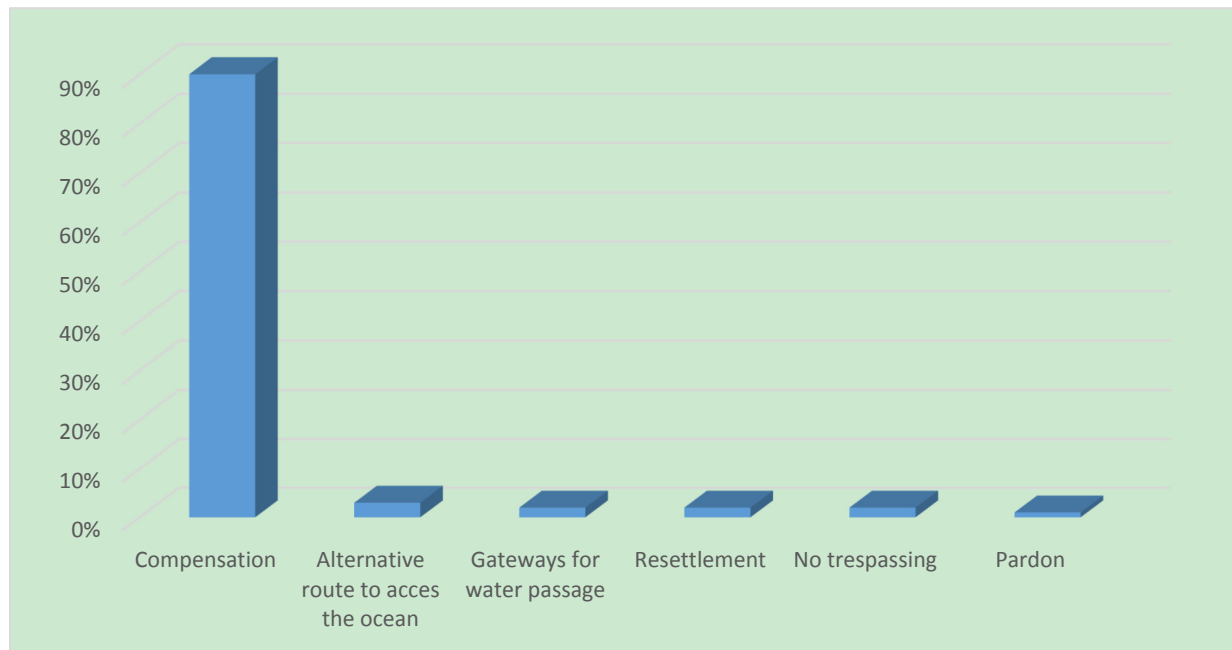 90%
80%
70%
60%
50%
40%
30%
20%
10%
0%
Compensation
Alternative
route to acces
the ocean
Gateways for
water passage
Resettlement
No trespassing
Pardon